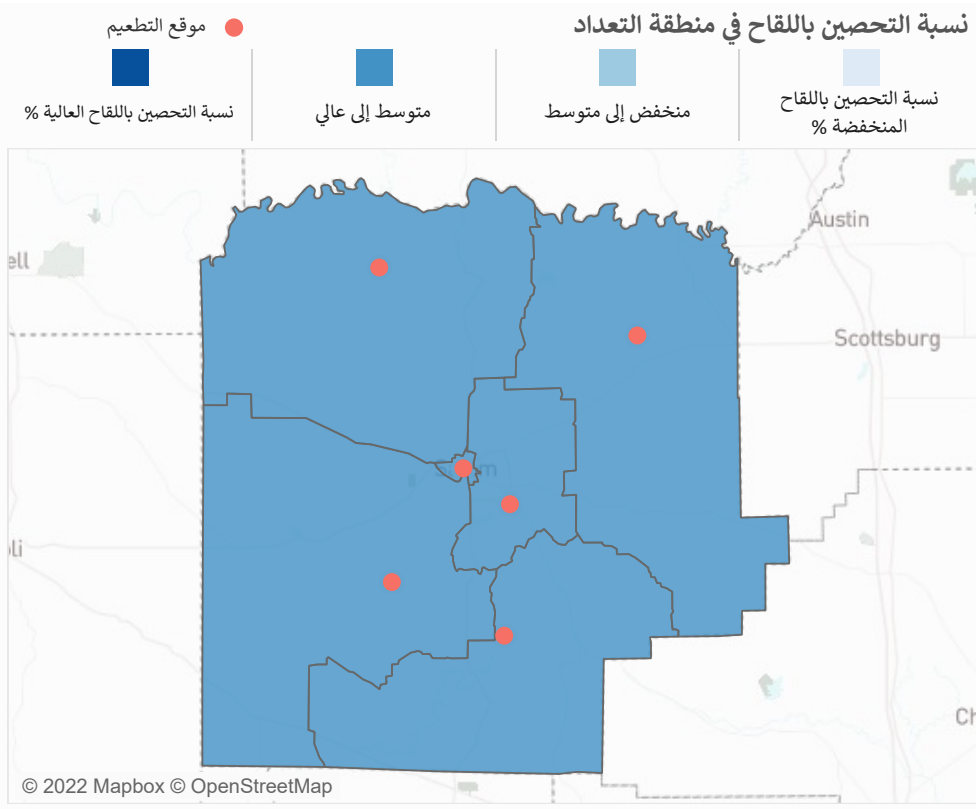 نسبة التحصين باللقاح في منطقة التعداد
موقع التطعيم
نسبة التحصين باللقاح
المنخفضة %
منخفض إلى متوسط
متوسط إلى عالي
نسبة التحصين باللقاح العالية %
Austin
ell
Scottsburg
li
Ch
© 2022 Mapbox © OpenStreetMap